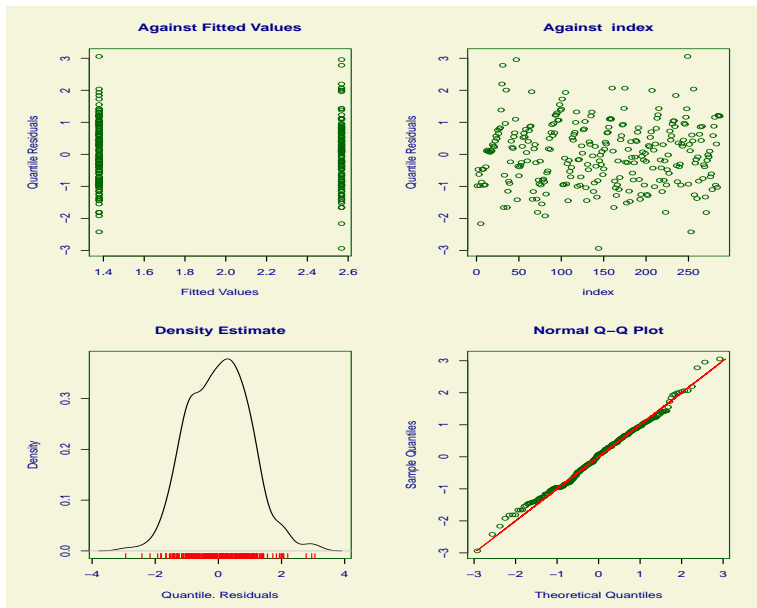 Against Fitted Values
Quantile Residuals
3
2
1
0
−1
−2
−3
1.4 1.6 1.8 2.0 2.2 2.4 2.6
Fitted Values
Against index
Quantile Residuals
3
2
1
0
−1
−2
−3
0 50 100 150 200 250
index
Density Estimate
Density
0.3
0.2
0.1
0.0
−4 −2 0 2 4
Quantile. Residuals
Normal Q−Q Plot
Sample Quantiles
3
2
1
0
−1
−2
−3
−3 −2 −1 0 1 2 3
Theoretical Quantiles